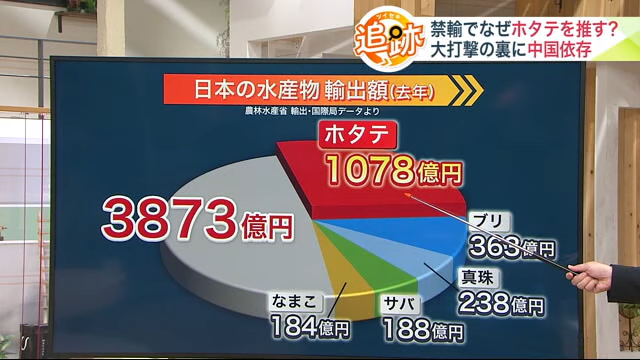 ツイセキ
追跡
禁輸でなぜホタテを推す?
大打撃の裏に中国依存
日本の水産物 輸出額(去年)
農林水産省 輸出・国際局データより
ホタテ
1078億円
3873億円
ブリ
363億円
真珠
238億円
サバ
188億円
なまこ
184億円